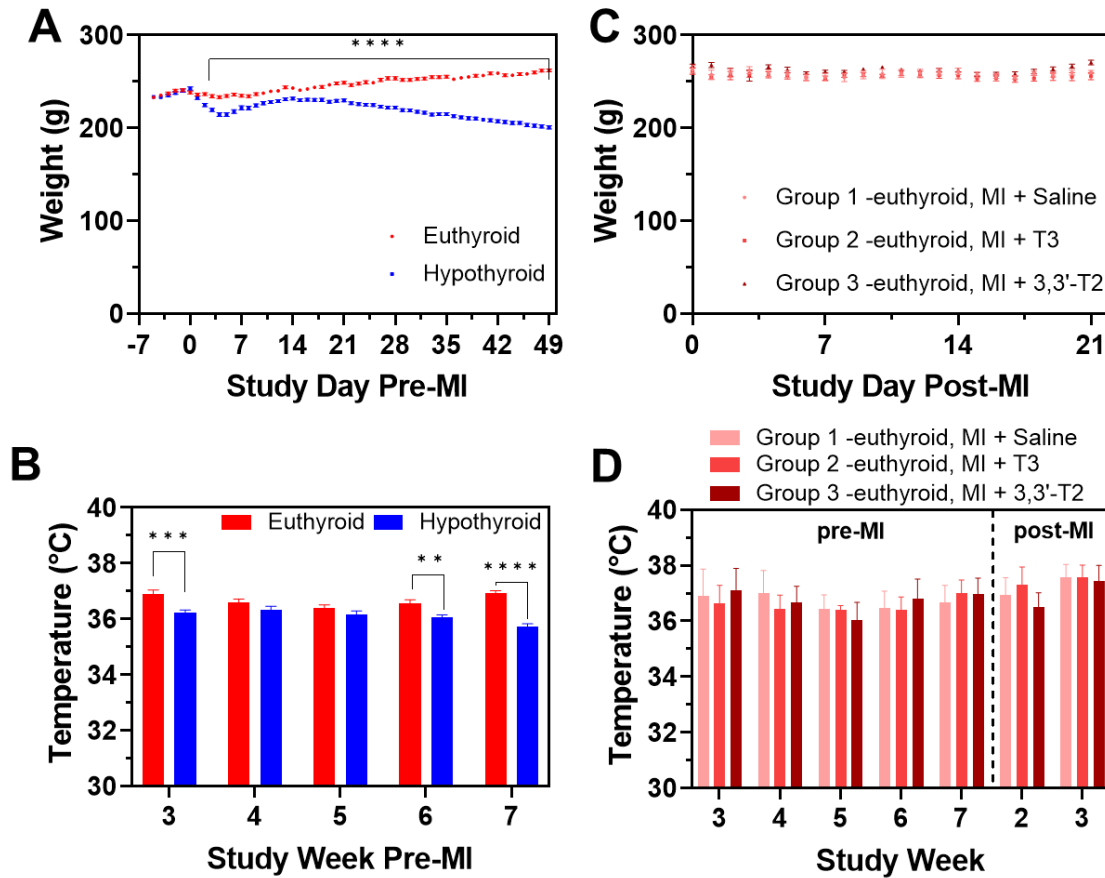 A
300
200
100
0
Weight (g)
* * * *
Euthyroid
Hypothyroid
-7 0 7 14 21 28 35 42 49
Study Day Pre-MI
C
300
200
100
0
Weight (g)
Group 1 -euthyroid, MI + Saline
Group 2 -euthyroid, MI + T3
Group 3 -euthyroid, MI + 3,3'-T2
0 7 14 21
Study Day Post-MI
B
40
38
36
34
32
30
Temperature (°C)
Euthyroid Hypothyroid
* * *
* *
* * * *
3 4 5 6 7
Study Week Pre-MI
D
Group 1 -euthyroid, MI + Saline
Group 2 -euthyroid, MI + T3
Group 3 -euthyroid, MI + 3,3'-T2
40
38
36
34
32
30
Temperature (°C)
pre-MI post-MI
3 4 5 6 7 2 3
Study Week